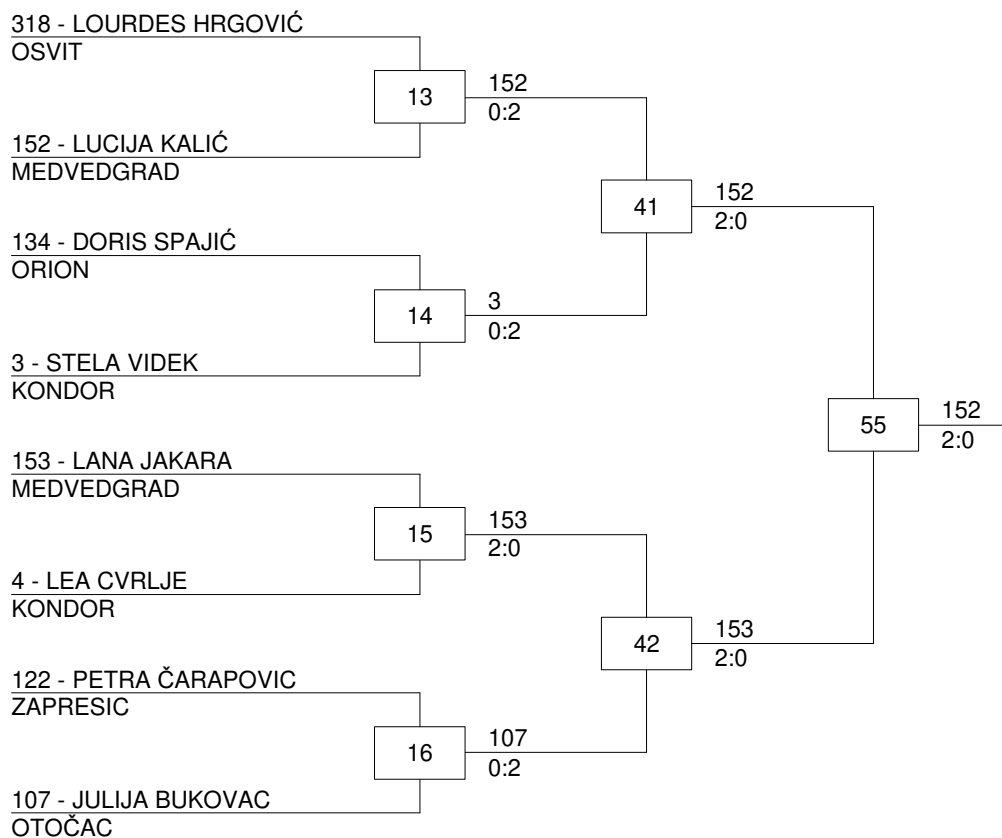 318 - LOURDES HRGOVIĆ
OSVIT
13
152
0:2
152 - LUCIJA KALIĆ
MEDVEDGRAD
41
152
2:0
134 - DORIS SPAJIĆ
ORION
14
3
0:2
3 - STELA VIDEK
KONDOR
55
152
2:0
153 - LANA JAKARA
MEDVEDGRAD
15
153
2:0
4 - LEA CVRLJE
KONDOR
42
153
2:0
122 - PETRA ČARAPOVIC
ZAPRESIC
16
107
0:2
107 - JULIJA BUKOVAC
OTOČAC